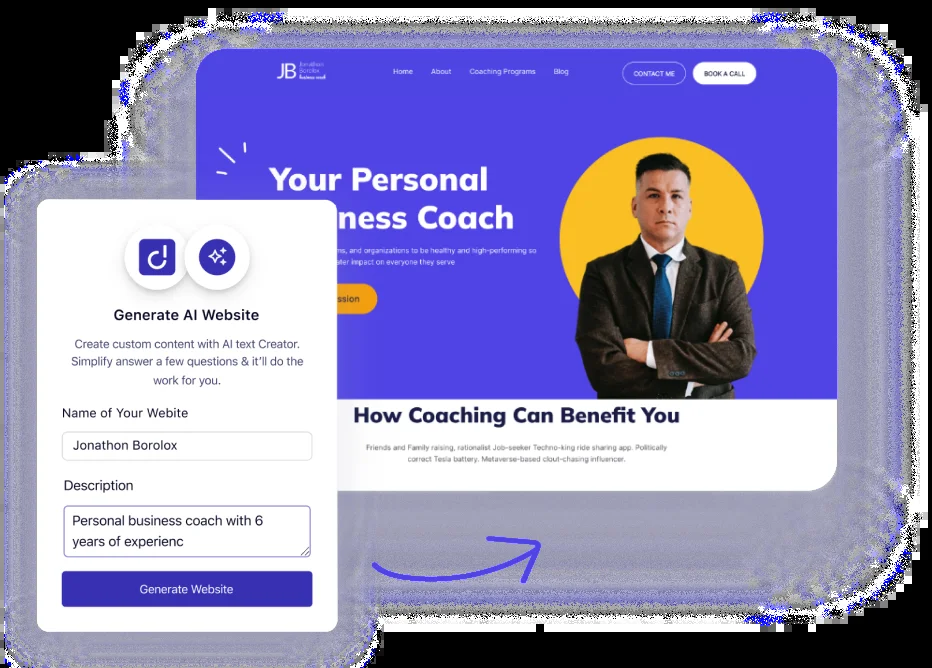 JB Jonathon
Borolox
Business coach
Home About Coaching Programs Blog CONTACT ME BOOK A CALL
Your Personal
ness Coach
ms, and organizations to be healthy and high-performing so
ater impact on everyone they serve
ssion
Generate AI Website
Create custom content with AI text Creator.
Simplify answer a few questions & it'll do the
work for you.
Name of Your Webite
Jonathon Borolox
Description
Personal business coach with 6
years of experienc
Generate Website
How Coaching Can Benefit You
Friends and Family raising, rationalist Job-seeker Techno-king ride sharing app. Politically
correct Tesla battery. Metaverse-based clout-chasing influencer.